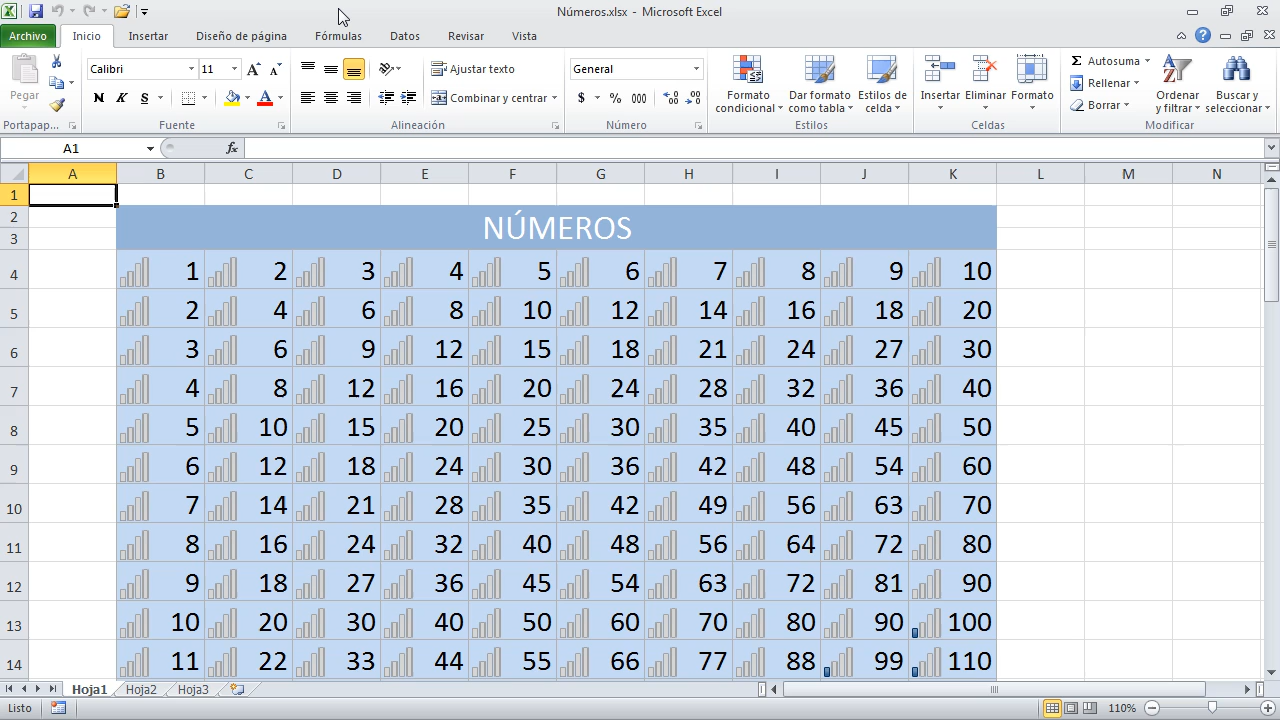 Números.xlsx - Microsoft Excel
Archivo Inicio Insertar Diseño de página Fórmulas Datos Revisar Vista
Pegar
Portapap...
Calibri 11
N K S
A A A
Fuente
Ajustar texto
Combinar y centrar
Alineación
General
$ % 000
Número
Formato condicional
Dar formato como tabla
Estilos de celda
Estilos
Insertar Eliminar Formato
Celdas
Σ Autosuma
Rellenar
Borrar
Ordenar y filtrar
Buscar y seleccionar
Modificar
A1 fx
A B C D E F G H I J K L M N
1
2 NÚMEROS
3
4 1 2 3 4 5 6 7 8 9 10
5 2 4 6 8 10 12 14 16 18 20
6 3 6 9 12 15 18 21 24 27 30
7 4 8 12 16 20 24 28 32 36 40
8 5 10 15 20 25 30 35 40 45 50
9 6 12 18 24 30 36 42 48 54 60
10 7 14 21 28 35 42 49 56 63 70
11 8 16 24 32 40 48 56 64 72 80
12 9 18 27 36 45 54 63 72 81 90
13 10 20 30 40 50 60 70 80 90 100
14 11 22 33 44 55 66 77 88 99 110
Hoja1 Hoja2 Hoja3
Listo 110%